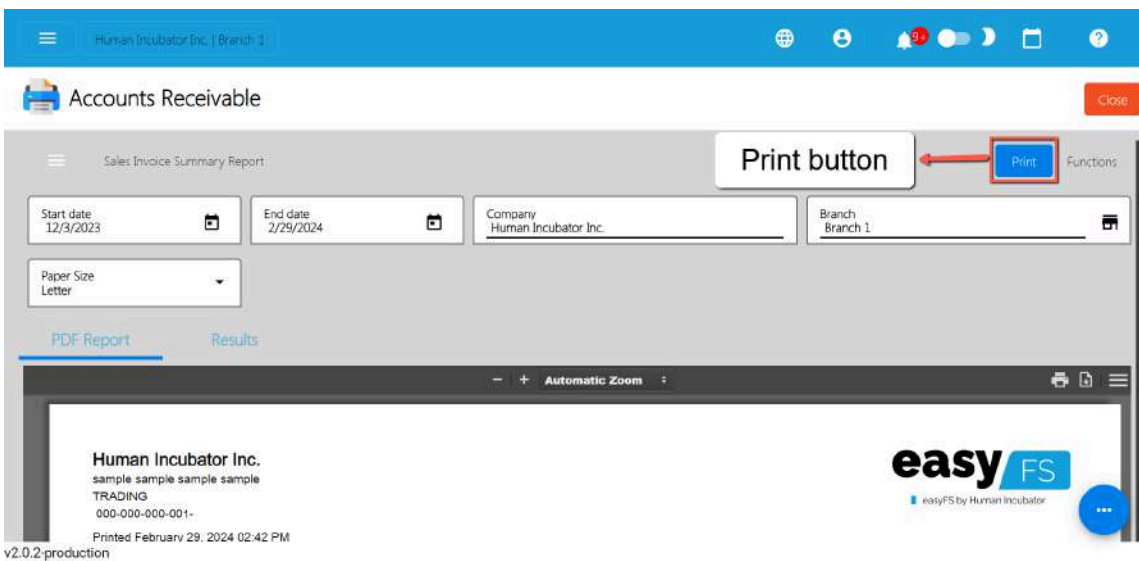 Human Incubator Inc. | Branch 1
9+
Accounts Receivable
Close
Sales Invoice Summary Report
Print button
Print
Functions
Start date
12/3/2023
End date
2/29/2024
Company
Human Incubator Inc.
Branch
Branch 1
Paper Size
Letter
PDF Report
Results
Automatic Zoom
Human Incubator Inc.
sample sample sample sample
TRADING
000-000-000-001-
Printed February 29, 2024 02:42 PM
easyFS
easyFS by Human Incubator
v2.0.2-production